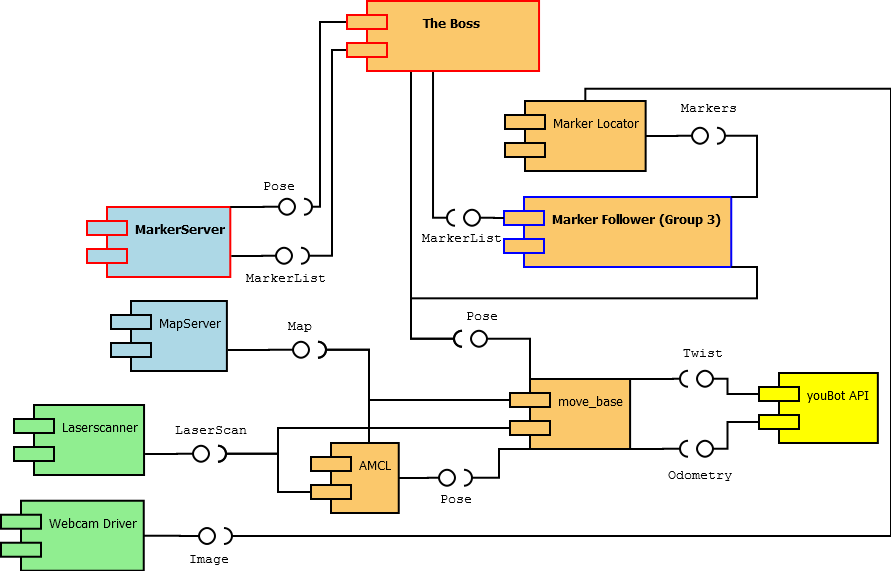 The Boss
Markers
Marker Locator
Pose
MarkerServer
Marker Follower (Group 3)
MarkerList
MarkerList
Pose
MapServer
Map
Twist
move_base
youBot API
Laserscanner
LaserScan
AMCL
Odometry
Pose
Webcam Driver
Image